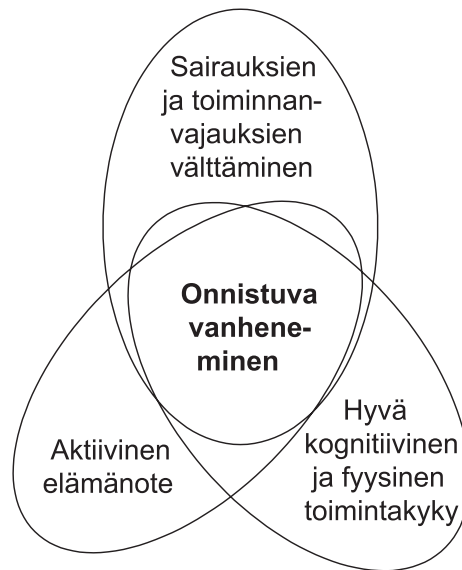 Sairauksien
ja toiminnan-
vajauksien
välttäminen
Onnistuva
vanhene-
minen
Aktiivinen
elämänote
Hyvä
kognitiivinen
ja fyysinen
toimintakyky